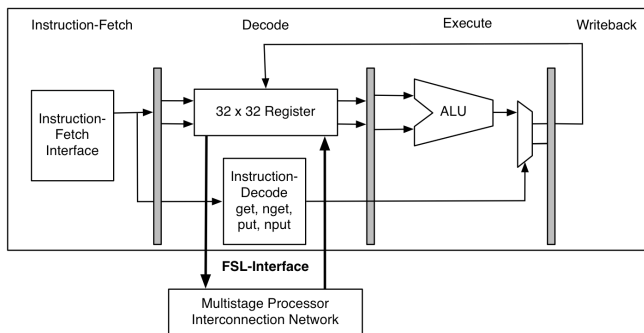 Instruction-Fetch
Decode
Execute
Writeback
Instruction-
Fetch
Interface
32 x 32 Register
ALU
Instruction-
Decode
get, nget,
put, nput
FSL-Interface
Multistage Processor
Interconnection Network